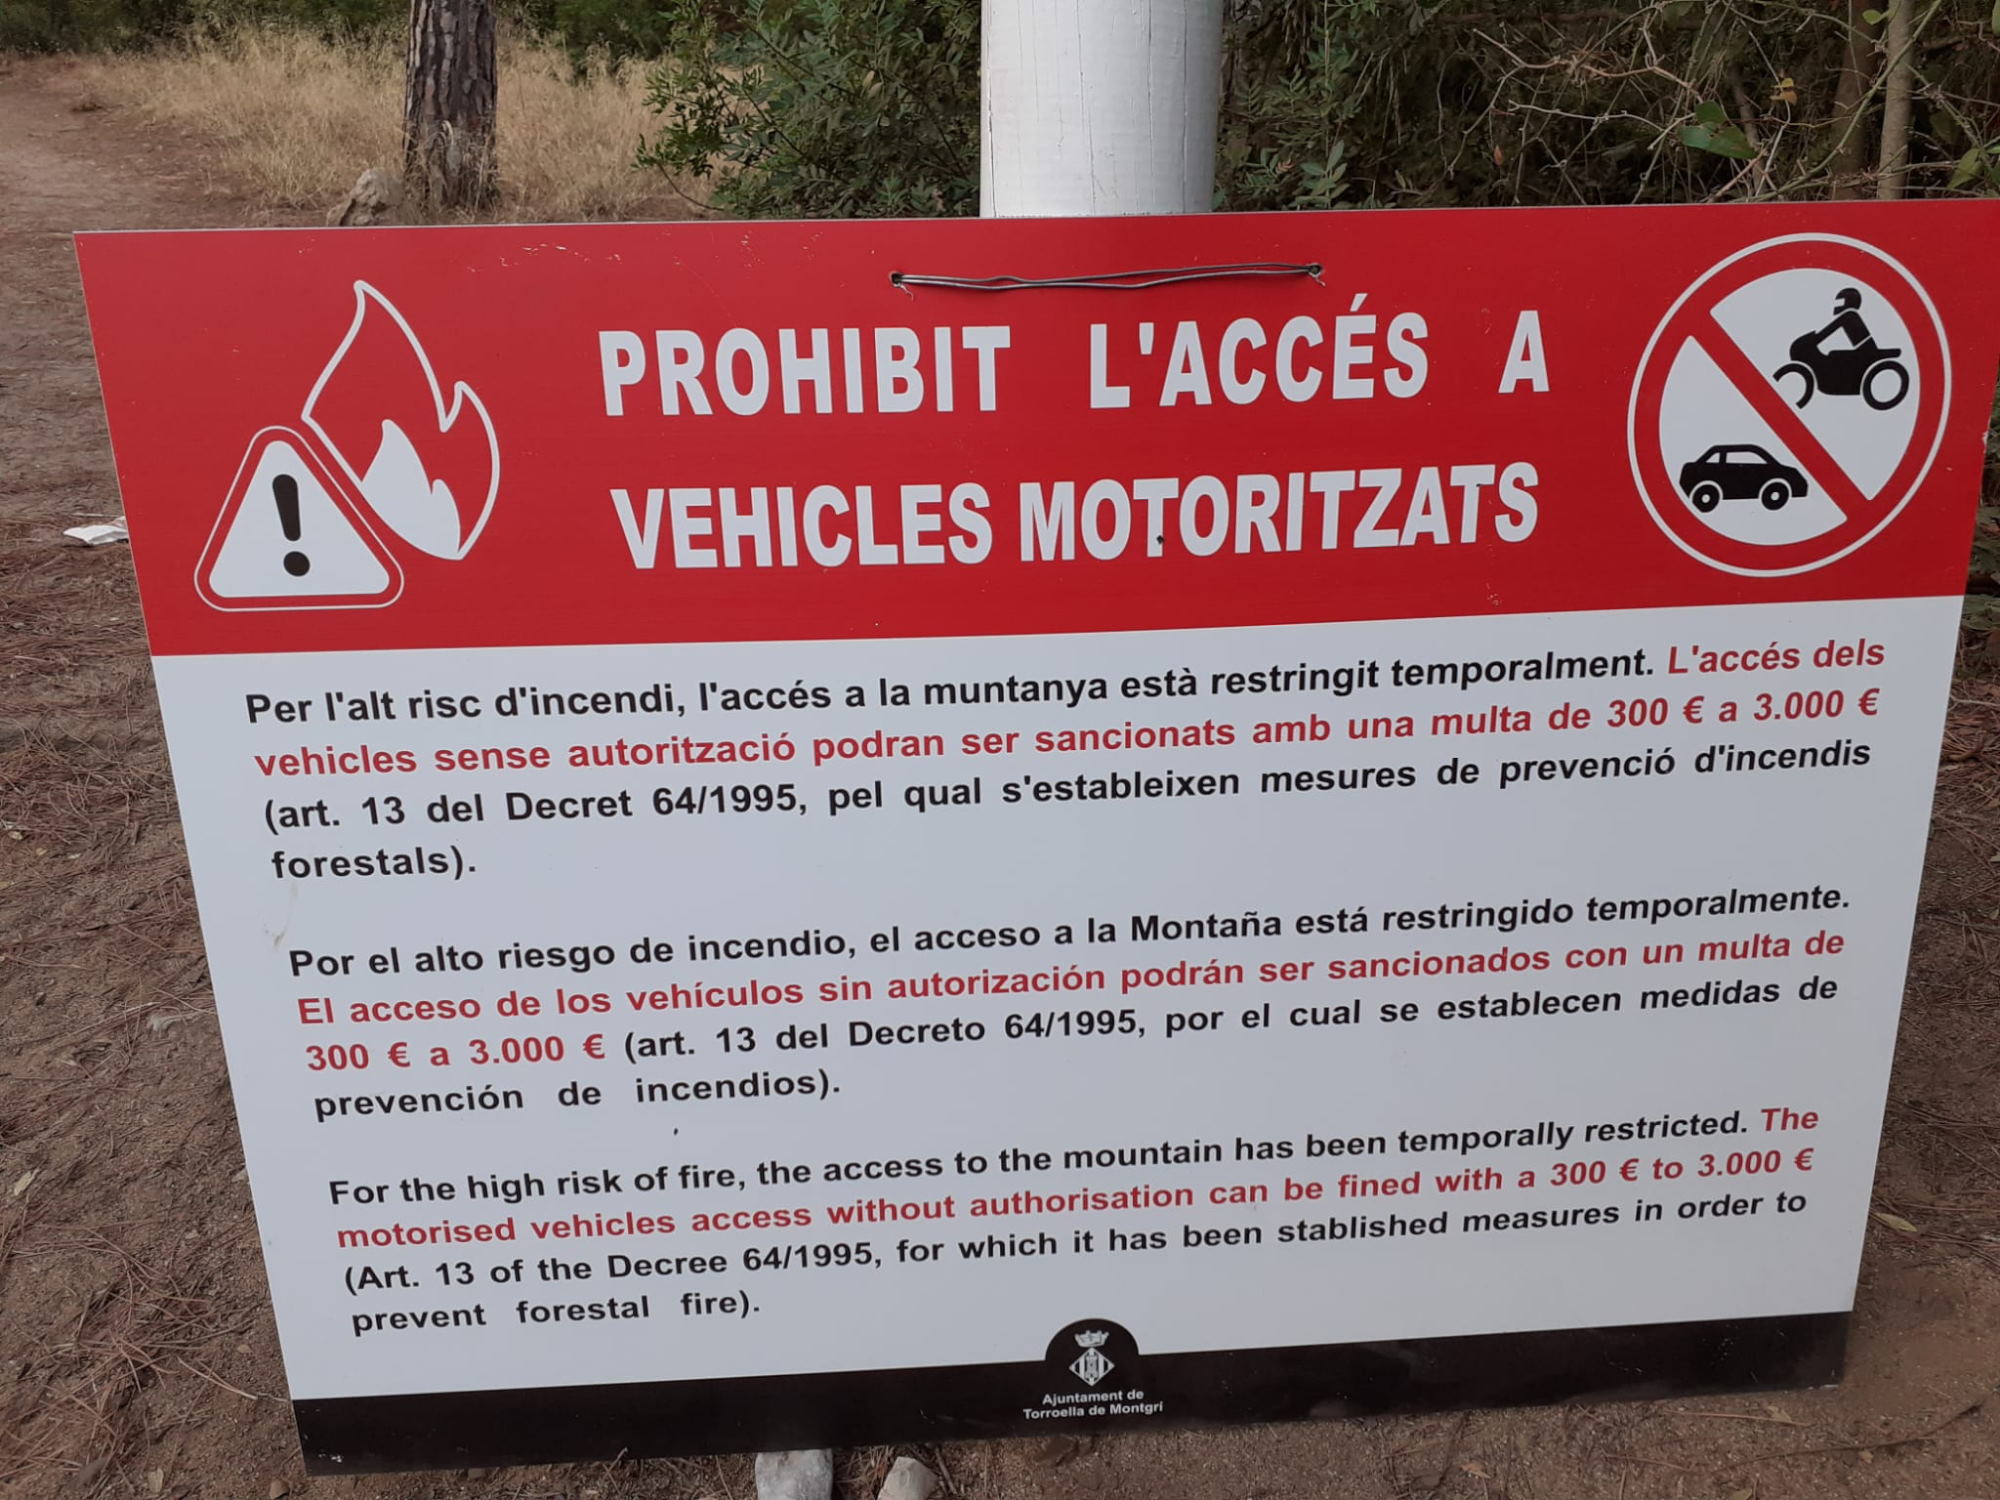 PROHIBIT L'ACCÉS A
VEHICLES MOTORITZATS
Per l'alt risc d'incendi, l'accés a la muntanya està restringit temporalment. L'accés dels
vehicles sense autorització podran ser sancionats amb una multa de 300 € a 3.000 €
(art. 13 del Decret 64/1995, pel qual s'estableixen mesures de prevenció d'incendis
forestals).
Por el alto riesgo de incendio, el acceso a la Montaña está restringido temporalmente.
El acceso de los vehículos sin autorización podrán ser sancionados con un multa de
300 € a 3.000 € (art. 13 del Decreto 64/1995, por el cual se establecen medidas de
prevención de incendios).
For the high risk of fire, the access to the mountain has been temporally restricted. The
motorised vehicles access without authorisation can be fined with a 300 € to 3.000 €
(Art. 13 of the Decree 64/1995, for which it has been stablished measures in order to
prevent forestal fire).
Ajuntament de
Torroella de Montgrí